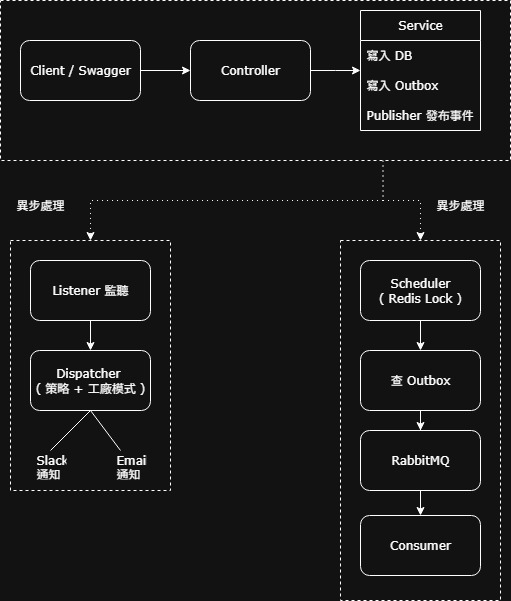 Service
Client / Swagger
Controller
寫入 DB
寫入 Outbox
Publisher 發布事件
異步處理
異步處理
Listener 監聽
Dispatcher
( 策略 + 工廠模式 )
Slack
通知
Emai
通知
Scheduler
( Redis Lock )
查 Outbox
RabbitMQ
Consumer